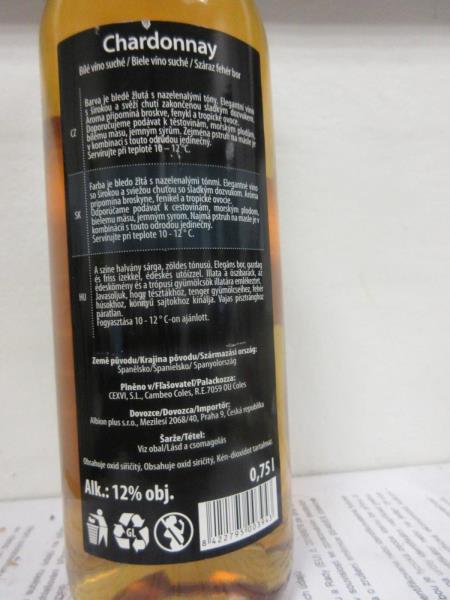 Chardonnay
Bílé víno suché / Biele víno suché / Száraz fehér bor
CZ
Barva je bledě žlutá s nazelenalými tóny. Elegantní víno
s širokou a svěží chutí zakončenou sladkým dozvukem.
Aroma připomíná broskve, fenykl a tropické ovoce.
Doporučujeme podávat k těstovinám, mořským plodům,
bílému masu, jemným sýrům. Zejména pstruh na másle je
v kombinaci s touto odrůdou jedinečný.
Servírujte při teplotě 10 – 12°C.
SK
Farba je bledo žltá s nazelenalými tónmi. Elegantné víno
so širokou a sviežou chuťou so sladkým dozvukom. Aróma
pripomína broskyne, fenikel a tropické ovocie.
Odporúčame podávať k cestovinám, morským plodom,
bielemu mäsu, jemným syrom. Najmä pstruh na masle je v
kombinácii s touto odrodou jedinečný.
Servírujte pri teplote 10 - 12° C.
HU
A színe halvány sárga, zöldes tónusú. Elegáns bor, gazdag
és friss ízekkel, édeskés utóízzel. Illata a őszibarack, az
édeskömény és a trópusi gyümölcsök illatára emlékeztet.
Javasoljuk, hogy tésztákhoz, tenger gyümölcseihez, fehér
húsokhoz, könnyű sajtokhoz kínálja. Vajas pisztránghoz
páratlan.
Fogyasztása 10 - 12 ° C-on ajánlott.
Země původu/Krajina pôvodu/Származási ország:
Španělsko/Španielsko/ Spanyolország
Plněno v/Fľašovateľ/Palackozza:
CEXVI, S.L., Cambeo Coles, R.E.7059 OU Coles
Dovozce/Dovozca/Importőr:
Albion plus s.r.o., Mezilesí 2068/40, Praha 9, Česká republika
Šarže/Tétel:
Viz obal/Lásd a csomagolás
Obsahuje oxid siřičitý, Obsahuje oxid siričitý, Kén-dioxidot tartalmaz.
Alk.: 12% obj.
0,75 l
GL
8 422795 003943